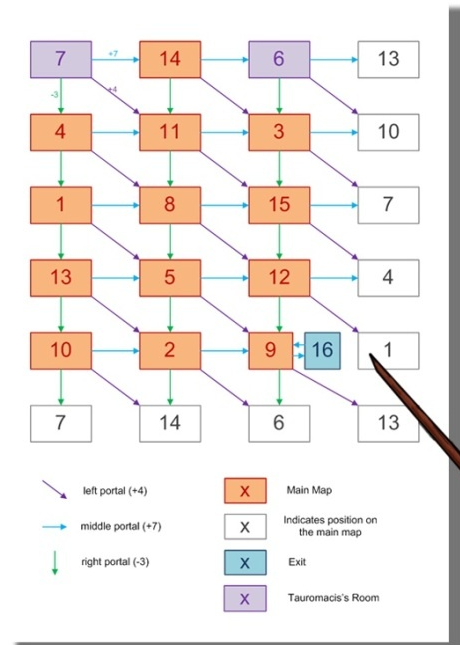 7 +7 14 6 13
-3 +4
4 11 3 10
1 8 15 7
13 5 12 4
10 2 9 16 1
7 14 6 13
left portal (+4)
X Main Map
middle portal (+7)
X Indicates position on
the main map
right portal (-3)
X Exit
X Tauromacis's Room